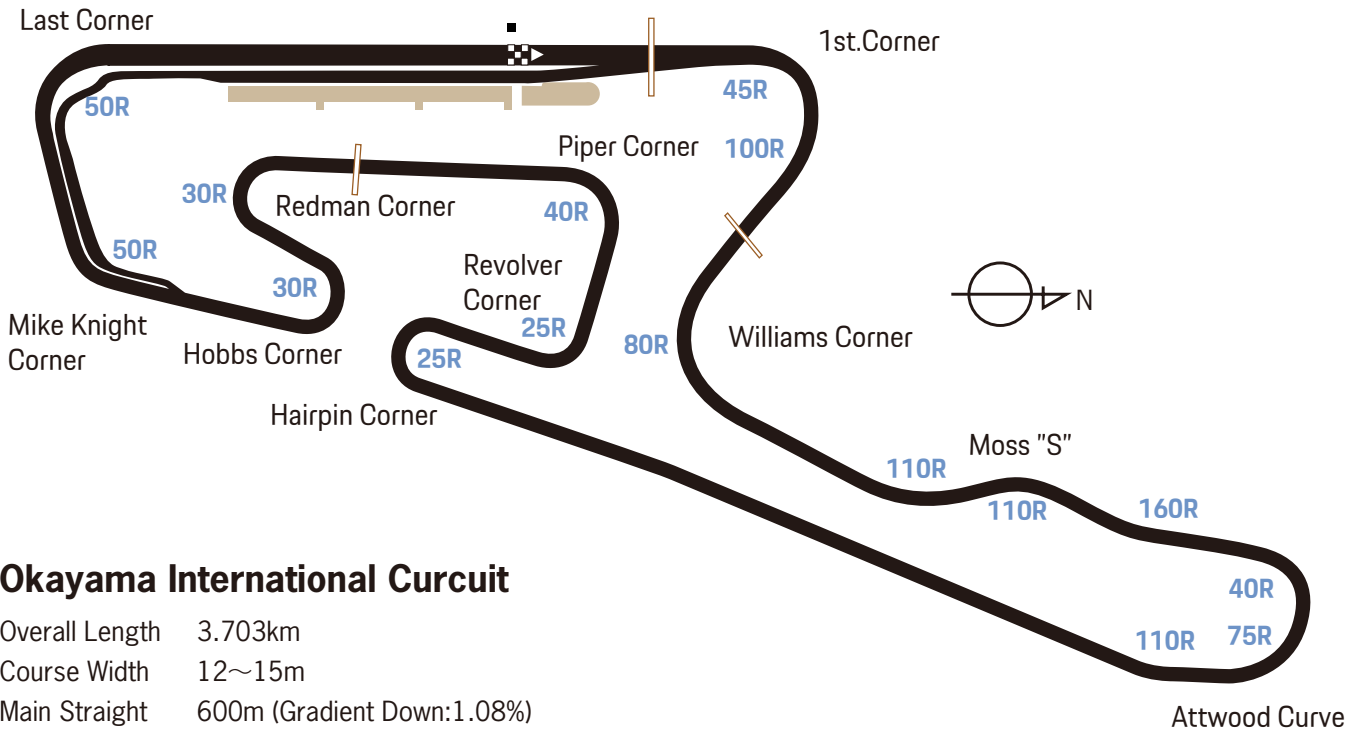 Last Corner
1st.Corner
50R
45R
Piper Corner
100R
30R
Redman Corner
40R
50R
Revolver
Corner
30R
N
Mike Knight
Corner
25R
Williams Corner
80R
Hobbs Corner
25R
Hairpin Corner
Moss "S"
110R
110R
160R
Okayama International Curcuit
40R
Overall Length 3.703km
110R
75R
Course Width 12～15m
Main Straight 600m (Gradient Down:1.08%)
Attwood Curve